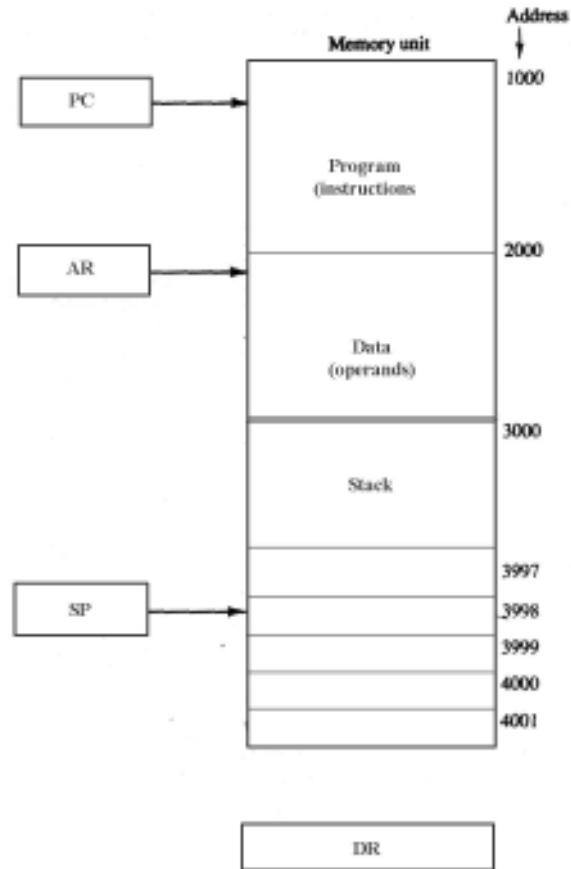 Address
Memory unit
1000
PC
Program
(instructions
2000
AR
Data
(operands)
3000
Stack
3997
SP
3998
3999
4000
4001
DR